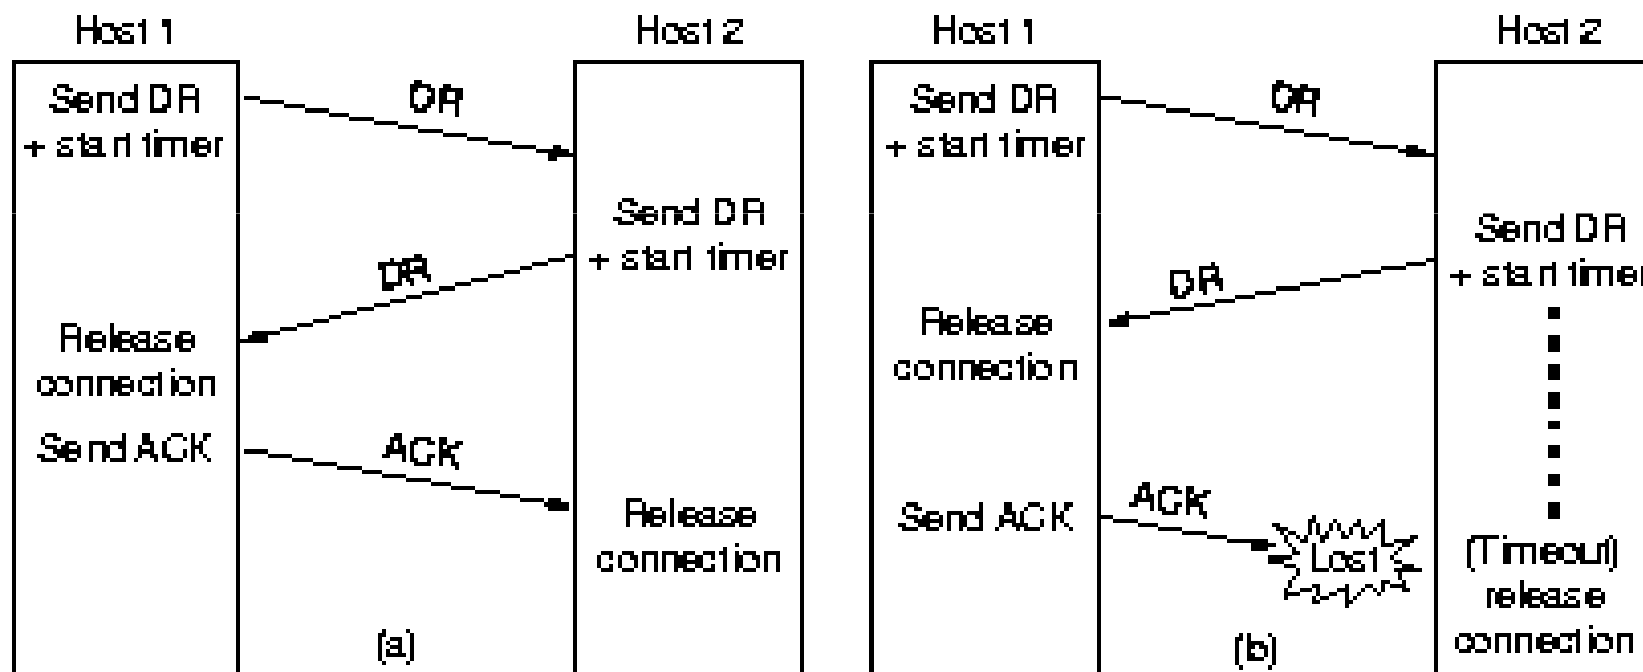 Host 1
Host 2
Send DR
+ start timer
DR
Send DR
+ start timer
DR
Release
connection
Send ACK
ACK
Release
connection
(a)
Host 1
Host 2
Send DR
+ start timer
DR
Send DR
+ start timer
DR
Release
connection
Send ACK
ACK
Lost
(Timeout)
release
connection
(b)